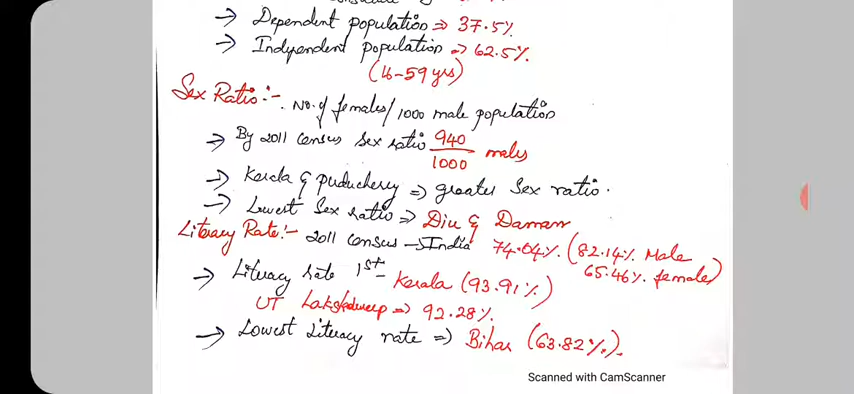 → Dependent population ⇒ 37.5%
→ Indpendent population ⇒ 62.5%
(16-59 yrs)
Sex Ratio:- No. of females/1000 male population
→ By 2011 census sex ratio 940/1000 males
→ Kerala & puducherry ⇒ greater sex ratio.
→ Lowest sex ratio ⇒ Diu & Daman
Literacy Rate:- 2011 census - India 74.04% (82.14% Male
65.46% female)
→ Literacy rate 1st - Kerala (93.91%)
UT Lakshdweep ⇒ 92.28%
→ Lowest Literacy rate ⇒ Bihar (63.82%).
Scanned with CamScanner